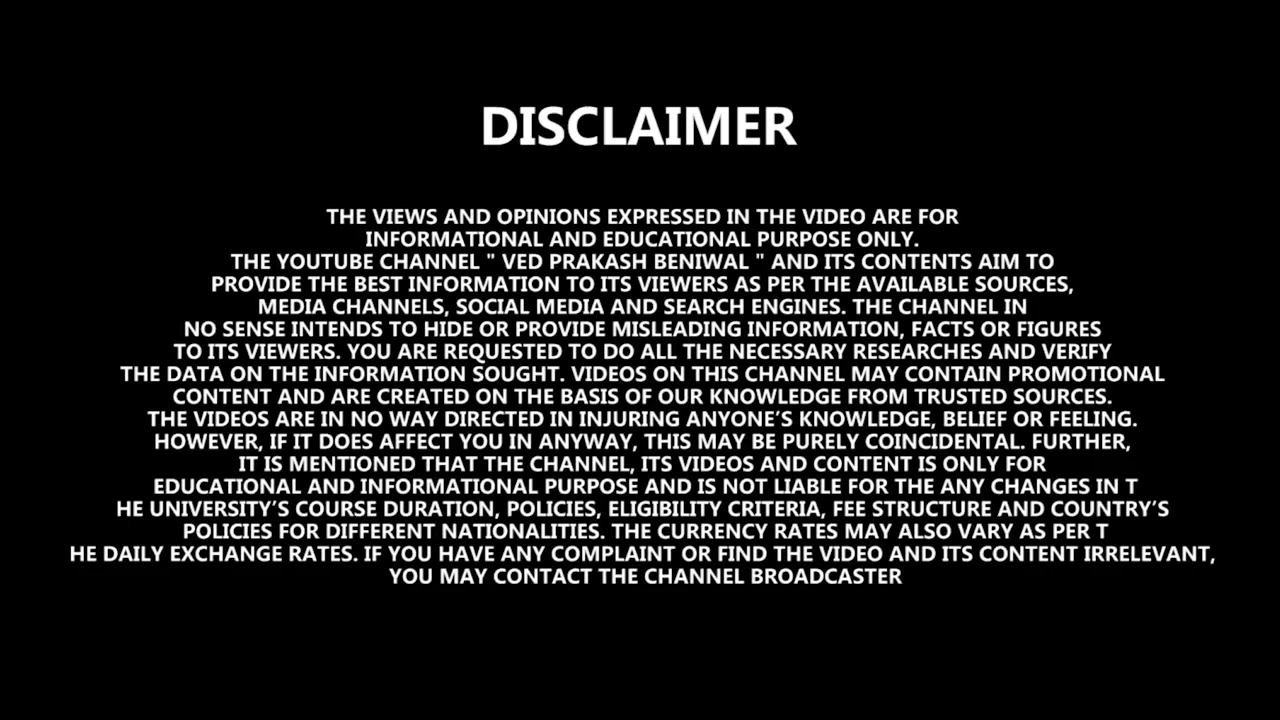 DISCLAIMER
THE VIEWS AND OPINIONS EXPRESSED IN THE VIDEO ARE FOR
INFORMATIONAL AND EDUCATIONAL PURPOSE ONLY.
THE YOUTUBE CHANNEL " VED PRAKASH BENIWAL " AND ITS CONTENTS AIM TO
PROVIDE THE BEST INFORMATION TO ITS VIEWERS AS PER THE AVAILABLE SOURCES,
MEDIA CHANNELS, SOCIAL MEDIA AND SEARCH ENGINES. THE CHANNEL IN
NO SENSE INTENDS TO HIDE OR PROVIDE MISLEADING INFORMATION, FACTS OR FIGURES
TO ITS VIEWERS. YOU ARE REQUESTED TO DO ALL THE NECESSARY RESEARCHES AND VERIFY
THE DATA ON THE INFORMATION SOUGHT. VIDEOS ON THIS CHANNEL MAY CONTAIN PROMOTIONAL
CONTENT AND ARE CREATED ON THE BASIS OF OUR KNOWLEDGE FROM TRUSTED SOURCES.
THE VIDEOS ARE IN NO WAY DIRECTED IN INJURING ANYONE’S KNOWLEDGE, BELIEF OR FEELING.
HOWEVER, IF IT DOES AFFECT YOU IN ANYWAY, THIS MAY BE PURELY COINCIDENTAL. FURTHER,
IT IS MENTIONED THAT THE CHANNEL, ITS VIDEOS AND CONTENT IS ONLY FOR
EDUCATIONAL AND INFORMATIONAL PURPOSE AND IS NOT LIABLE FOR THE ANY CHANGES IN T
HE UNIVERSITY’S COURSE DURATION, POLICIES, ELIGIBILITY CRITERIA, FEE STRUCTURE AND COUNTRY’S
POLICIES FOR DIFFERENT NATIONALITIES. THE CURRENCY RATES MAY ALSO VARY AS PER T
HE DAILY EXCHANGE RATES. IF YOU HAVE ANY COMPLAINT OR FIND THE VIDEO AND ITS CONTENT IRRELEVANT,
YOU MAY CONTACT THE CHANNEL BROADCASTER